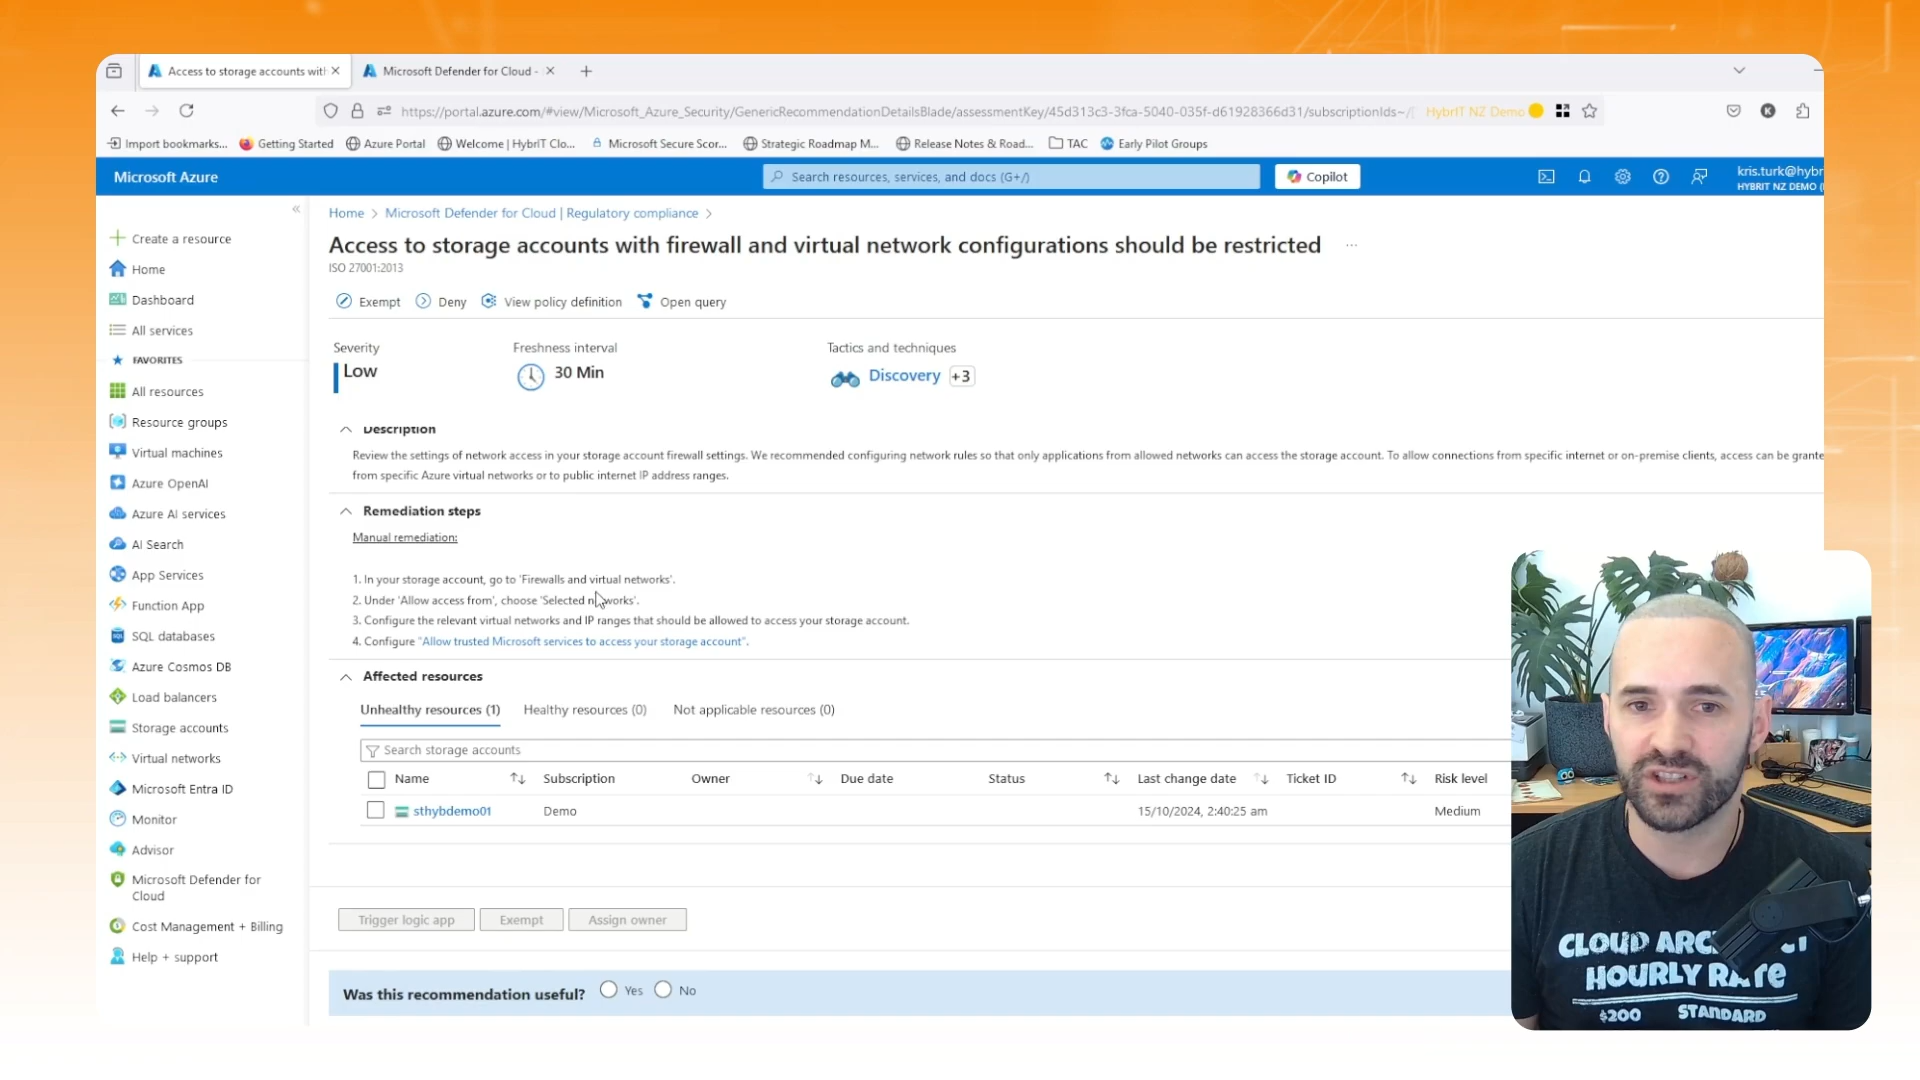 Access to storage accounts with
Microsoft Defender for Cloud -
https://portal.azure.com/#view/Microsoft_Azure_Security/GenericRecommendationDetailsBlade/assessmentKey/45d313c3-3fca-5040-035f-d61928366d31/subscriptionIds~/
HybrIT NZ Demo
K
Import bookmarks...
Getting Started
Azure Portal
Welcome | HybrIT Clo...
Microsoft Secure Scor...
Strategic Roadmap M...
Release Notes & Road...
TAC
Early Pilot Groups
Microsoft Azure
Search resources, services, and docs (G+/)
Copilot
kris.turk@hybr
HYBRIT NZ DEMO (
Create a resource
Home
Dashboard
All services
FAVORITES
All resources
Resource groups
Virtual machines
Azure OpenAI
Azure AI services
AI Search
App Services
Function App
SQL databases
Azure Cosmos DB
Load balancers
Storage accounts
Virtual networks
Microsoft Entra ID
Monitor
Advisor
Microsoft Defender for
Cloud
Cost Management + Billing
Help + support
Home > Microsoft Defender for Cloud | Regulatory compliance >
Access to storage accounts with firewall and virtual network configurations should be restricted ...
ISO 27001:2013
Exempt
Deny
View policy definition
Open query
Severity
Low
Freshness interval
30 Min
Tactics and techniques
Discovery +3
Description
Review the settings of network access in your storage account firewall settings. We recommended configuring network rules so that only applications from allowed networks can access the storage account. To allow connections from specific internet or on-premise clients, access can be grante
from specific Azure virtual networks or to public internet IP address ranges.
Remediation steps
Manual remediation:
1. In your storage account, go to 'Firewalls and virtual networks'.
2. Under 'Allow access from', choose 'Selected networks'.
3. Configure the relevant virtual networks and IP ranges that should be allowed to access your storage account.
4. Configure "Allow trusted Microsoft services to access your storage account".
Affected resources
Unhealthy resources (1)
Healthy resources (0)
Not applicable resources (0)
Search storage accounts
Name
Subscription
Owner
Due date
Status
Last change date
Ticket ID
Risk level
sthybdemo01
Demo
15/10/2024, 2:40:25 am
Medium
Trigger logic app
Exempt
Assign owner
Was this recommendation useful?
Yes
No
CLOUD ARC
HOURLY RATE
$200
STANDARD